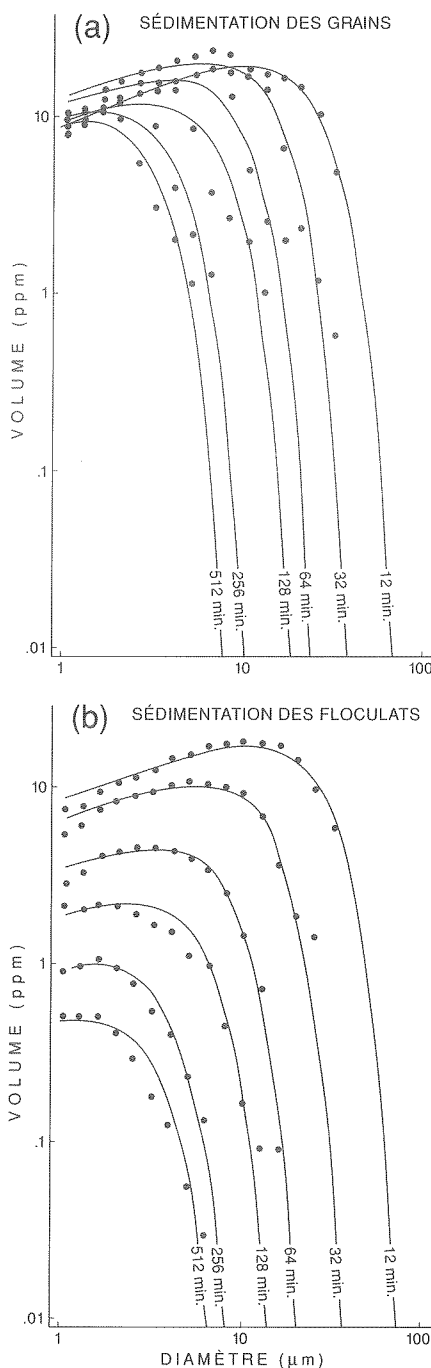 (a) SÉDIMENTATION DES GRAINS
10
1
.1
.01
VOLUME (ppm)
512 min.
256 min.
128 min.
64 min.
32 min.
12 min.
1 10 100
(b) SÉDIMENTATION DES FLOCULATS
10
1
.1
.01
VOLUME (ppm)
512 min.
256 min.
128 min.
64 min.
32 min.
12 min.
1 10 100
DIAMÈTRE (µm)